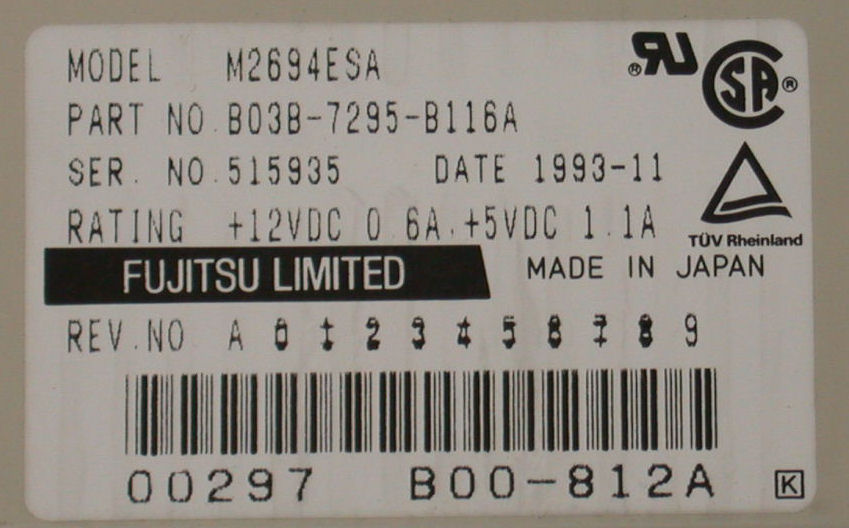 MODEL M2694ESA
PART NO. B03B-7295-B116A
SER. NO. 515935 DATE 1993-11
RATING +12VDC 0.6A,+5VDC 1.1A
FUJITSU LIMITED MADE IN JAPAN
REV.NO A 0 1 2 3 4 5 6 7 8 9
00297 B00-812A
RU ®
SA ®
TÜV Rheinland
K